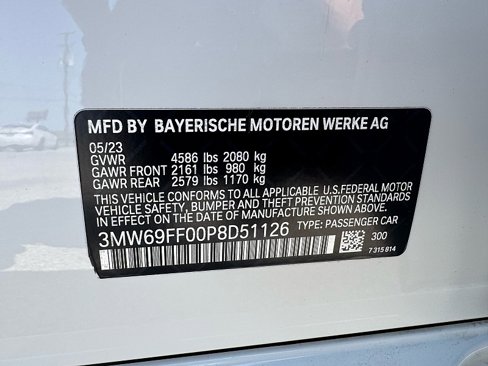 MFD BY BAYERISCHE MOTOREN WERKE AG
05/23
GVWR 4586 lbs 2080 kg
GAWR FRONT 2161 lbs 980 kg
GAWR REAR 2579 lbs 1170 kg
THIS VEHICLE CONFORMS TO ALL APPLICABLE U.S.FEDERAL MOTOR
VEHICLE SAFETY, BUMPER AND THEFT PREVENTION STANDARDS
IN EFFECT ON THE DATE OF MANUFACTURE SHOWN ABOVE.
3MW69FF00P8D51126 TYPE: PASSENGER CAR
300
7 315 814